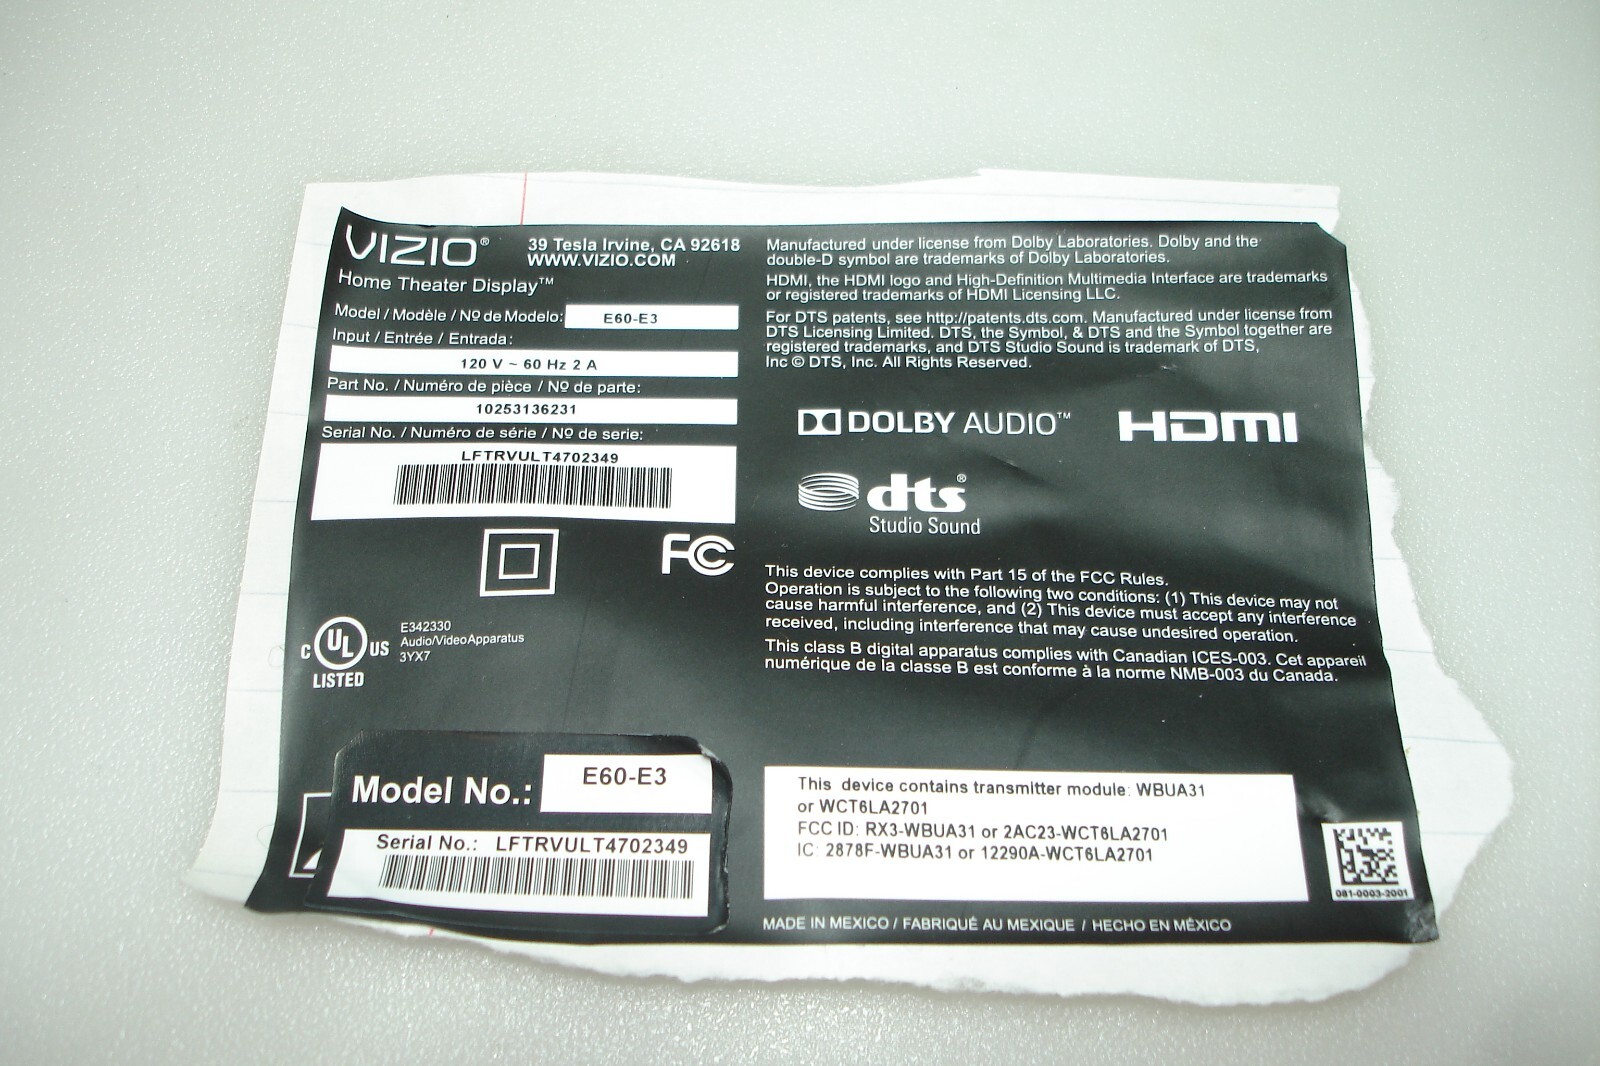 VIZIO®
39 Tesla Irvine, CA 92618
WWW.VIZIO.COM
Home Theater Display™
Model / Modèle / Nº de Modelo: E60-E3
Input / Entrée / Entrada:
120 V ~ 60 Hz 2 A
Part No. / Numéro de pièce / Nº de parte:
10253136231
Serial No. / Numéro de série / Nº de serie:
LFTRVULT4702349
FC
C UL US
LISTED
E342330
Audio/Video Apparatus
3YX7
Model No.: E60-E3
Serial No.: LFTRVULT4702349
Manufactured under license from Dolby Laboratories. Dolby and the
double-D symbol are trademarks of Dolby Laboratories.
HDMI, the HDMI logo and High-Definition Multimedia Interface are trademarks
or registered trademarks of HDMI Licensing LLC.
For DTS patents, see http://patents.dts.com. Manufactured under license from
DTS Licensing Limited. DTS, the Symbol, & DTS and the Symbol together are
registered trademarks, and DTS Studio Sound is trademark of DTS,
Inc © DTS, Inc. All Rights Reserved.
DOLBY AUDIO™ HDMI
dts®
Studio Sound
This device complies with Part 15 of the FCC Rules.
Operation is subject to the following two conditions: (1) This device may not
cause harmful interference, and (2) This device must accept any interference
received, including interference that may cause undesired operation.
This class B digital apparatus complies with Canadian ICES-003. Cet appareil
numérique de la classe B est conforme à la norme NMB-003 du Canada.
This device contains transmitter module: WBUA31
or WCT6LA2701
FCC ID: RX3-WBUA31 or 2AC23-WCT6LA2701
IC: 2878F-WBUA31 or 12290A-WCT6LA2701
081-0003-2001
MADE IN MEXICO / FABRIQUÉ AU MEXIQUE / HECHO EN MÉXICO